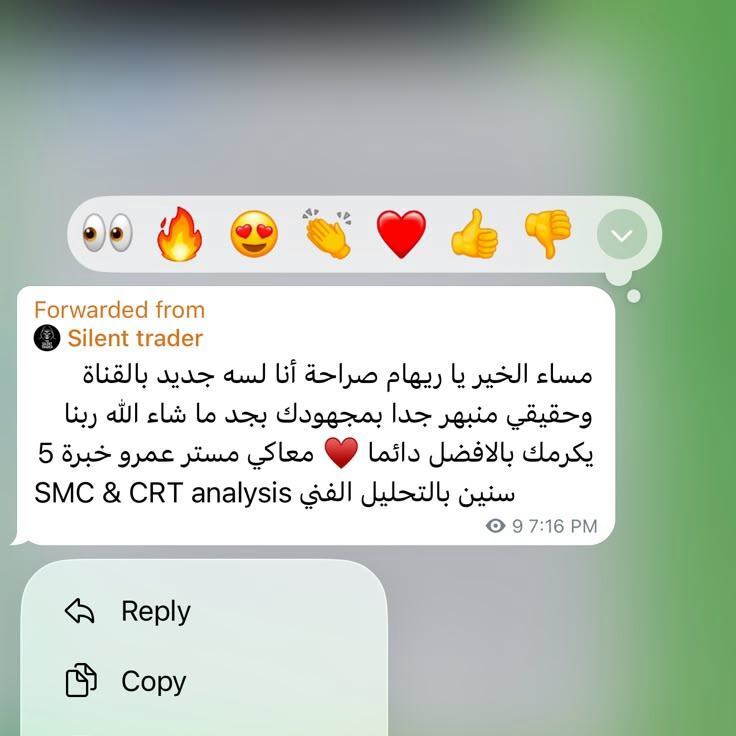 Forwarded from
Silent trader
مساء الخير يا ريهام صراحة أنا لسه جديد بالقناة
وحقيقي منبهر جدا بمجهودك بجد ما شاء الله ربنا
يكرمك بالافضل دائما ♥️ معاكي مستر عمرو خبرة 5
سنين بالتحليل الفني SMC & CRT analysis
9 7:16 PM
Reply
Copy